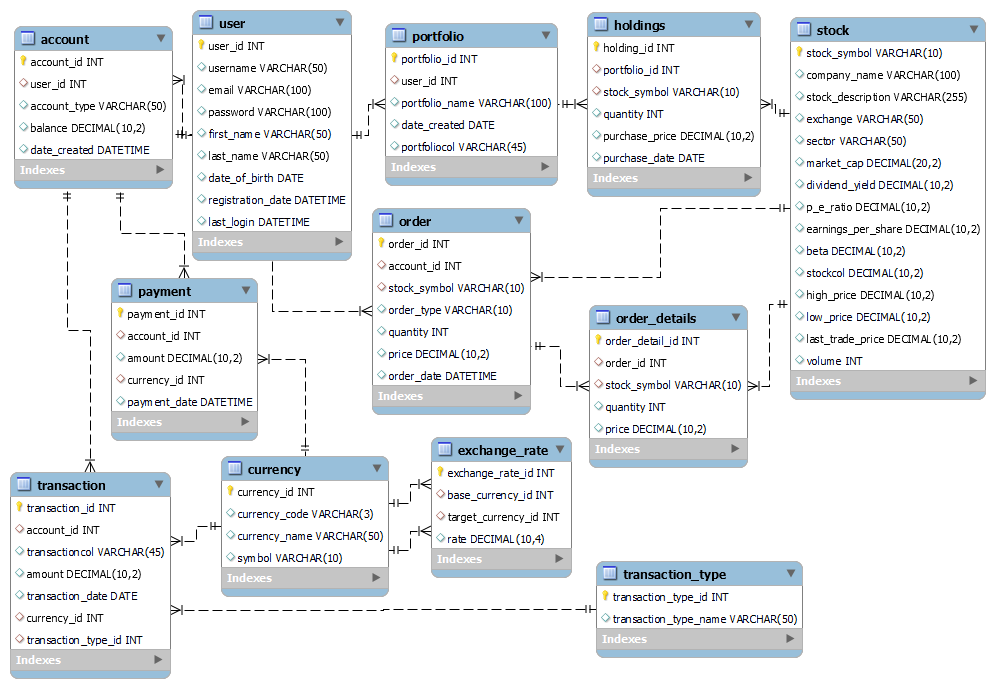 account
account_id INT
user_id INT
account_type VARCHAR(50)
balance DECIMAL(10,2)
date_created DATETIME
Indexes
user
user_id INT
username VARCHAR(50)
email VARCHAR(100)
password VARCHAR(100)
first_name VARCHAR(50)
last_name VARCHAR(50)
date_of_birth DATE
registration_date DATETIME
last_login DATETIME
Indexes
portfolio
portfolio_id INT
user_id INT
portfolio_name VARCHAR(100)
date_created DATE
portfoliocol VARCHAR(45)
Indexes
holdings
holding_id INT
portfolio_id INT
stock_symbol VARCHAR(10)
quantity INT
purchase_price DECIMAL(10,2)
purchase_date DATE
Indexes
stock
stock_symbol VARCHAR(10)
company_name VARCHAR(100)
stock_description VARCHAR(255)
exchange VARCHAR(50)
sector VARCHAR(50)
market_cap DECIMAL(20,2)
dividend_yield DECIMAL(10,2)
p_e_ratio DECIMAL(10,2)
earnings_per_share DECIMAL(10,2)
beta DECIMAL(10,2)
stockcol DECIMAL(10,2)
high_price DECIMAL(10,2)
low_price DECIMAL(10,2)
last_trade_price DECIMAL(10,2)
volume INT
Indexes
order
order_id INT
account_id INT
stock_symbol VARCHAR(10)
order_type VARCHAR(10)
quantity INT
price DECIMAL(10,2)
order_date DATETIME
Indexes
payment
payment_id INT
account_id INT
amount DECIMAL(10,2)
currency_id INT
payment_date DATETIME
Indexes
order_details
order_detail_id INT
order_id INT
stock_symbol VARCHAR(10)
quantity INT
price DECIMAL(10,2)
Indexes
transaction
transaction_id INT
account_id INT
transactioncol VARCHAR(45)
amount DECIMAL(10,2)
transaction_date DATE
currency_id INT
transaction_type_id INT
Indexes
currency
currency_id INT
currency_code VARCHAR(3)
currency_name VARCHAR(50)
symbol VARCHAR(10)
Indexes
exchange_rate
exchange_rate_id INT
base_currency_id INT
target_currency_id INT
rate DECIMAL(10,4)
Indexes
transaction_type
transaction_type_id INT
transaction_type_name VARCHAR(50)
Indexes